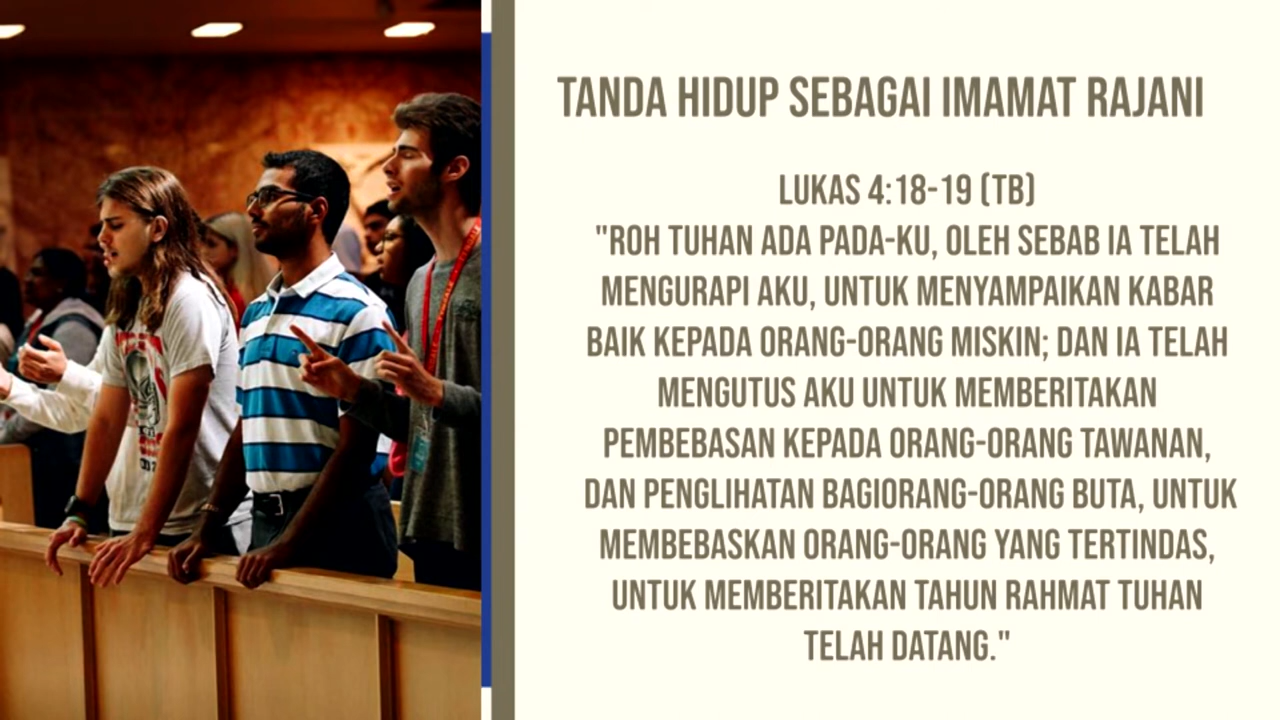 TANDA HIDUP SEBAGAI IMAMAT RAJANI
LUKAS 4:18-19 (TB)
"ROH TUHAN ADA PADA-KU, OLEH SEBAB IA TELAH
MENGURAPI AKU, UNTUK MENYAMPAIKAN KABAR
BAIK KEPADA ORANG-ORANG MISKIN; DAN IA TELAH
MENGUTUS AKU UNTUK MEMBERITAKAN
PEMBEBASAN KEPADA ORANG-ORANG TAWANAN,
DAN PENGLIHATAN BAGIORANG-ORANG BUTA, UNTUK
MEMBEBASKAN ORANG-ORANG YANG TERTINDAS,
UNTUK MEMBERITAKAN TAHUN RAHMAT TUHAN
TELAH DATANG."